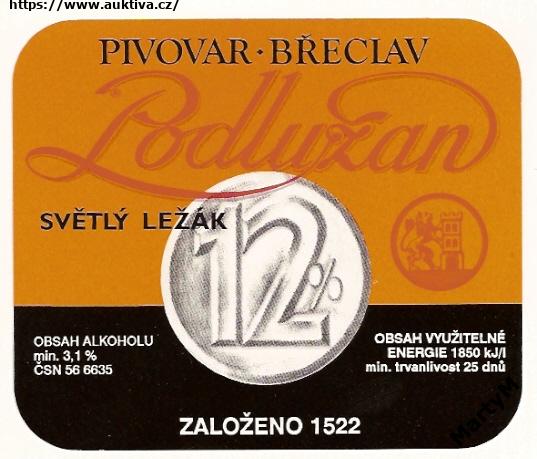 https://www.auktiva.cz/
PIVOVAR · BŘECLAV
Podlužan
SVĚTLÝ LEŽÁK
12%
OBSAH ALKOHOLU
min. 3,1 %
ČSN 56 6635
OBSAH VYUŽITELNÉ
ENERGIE 1850 kJ/l
min. trvanlivost 25 dnů
ZALOŽENO 1522
MartyM